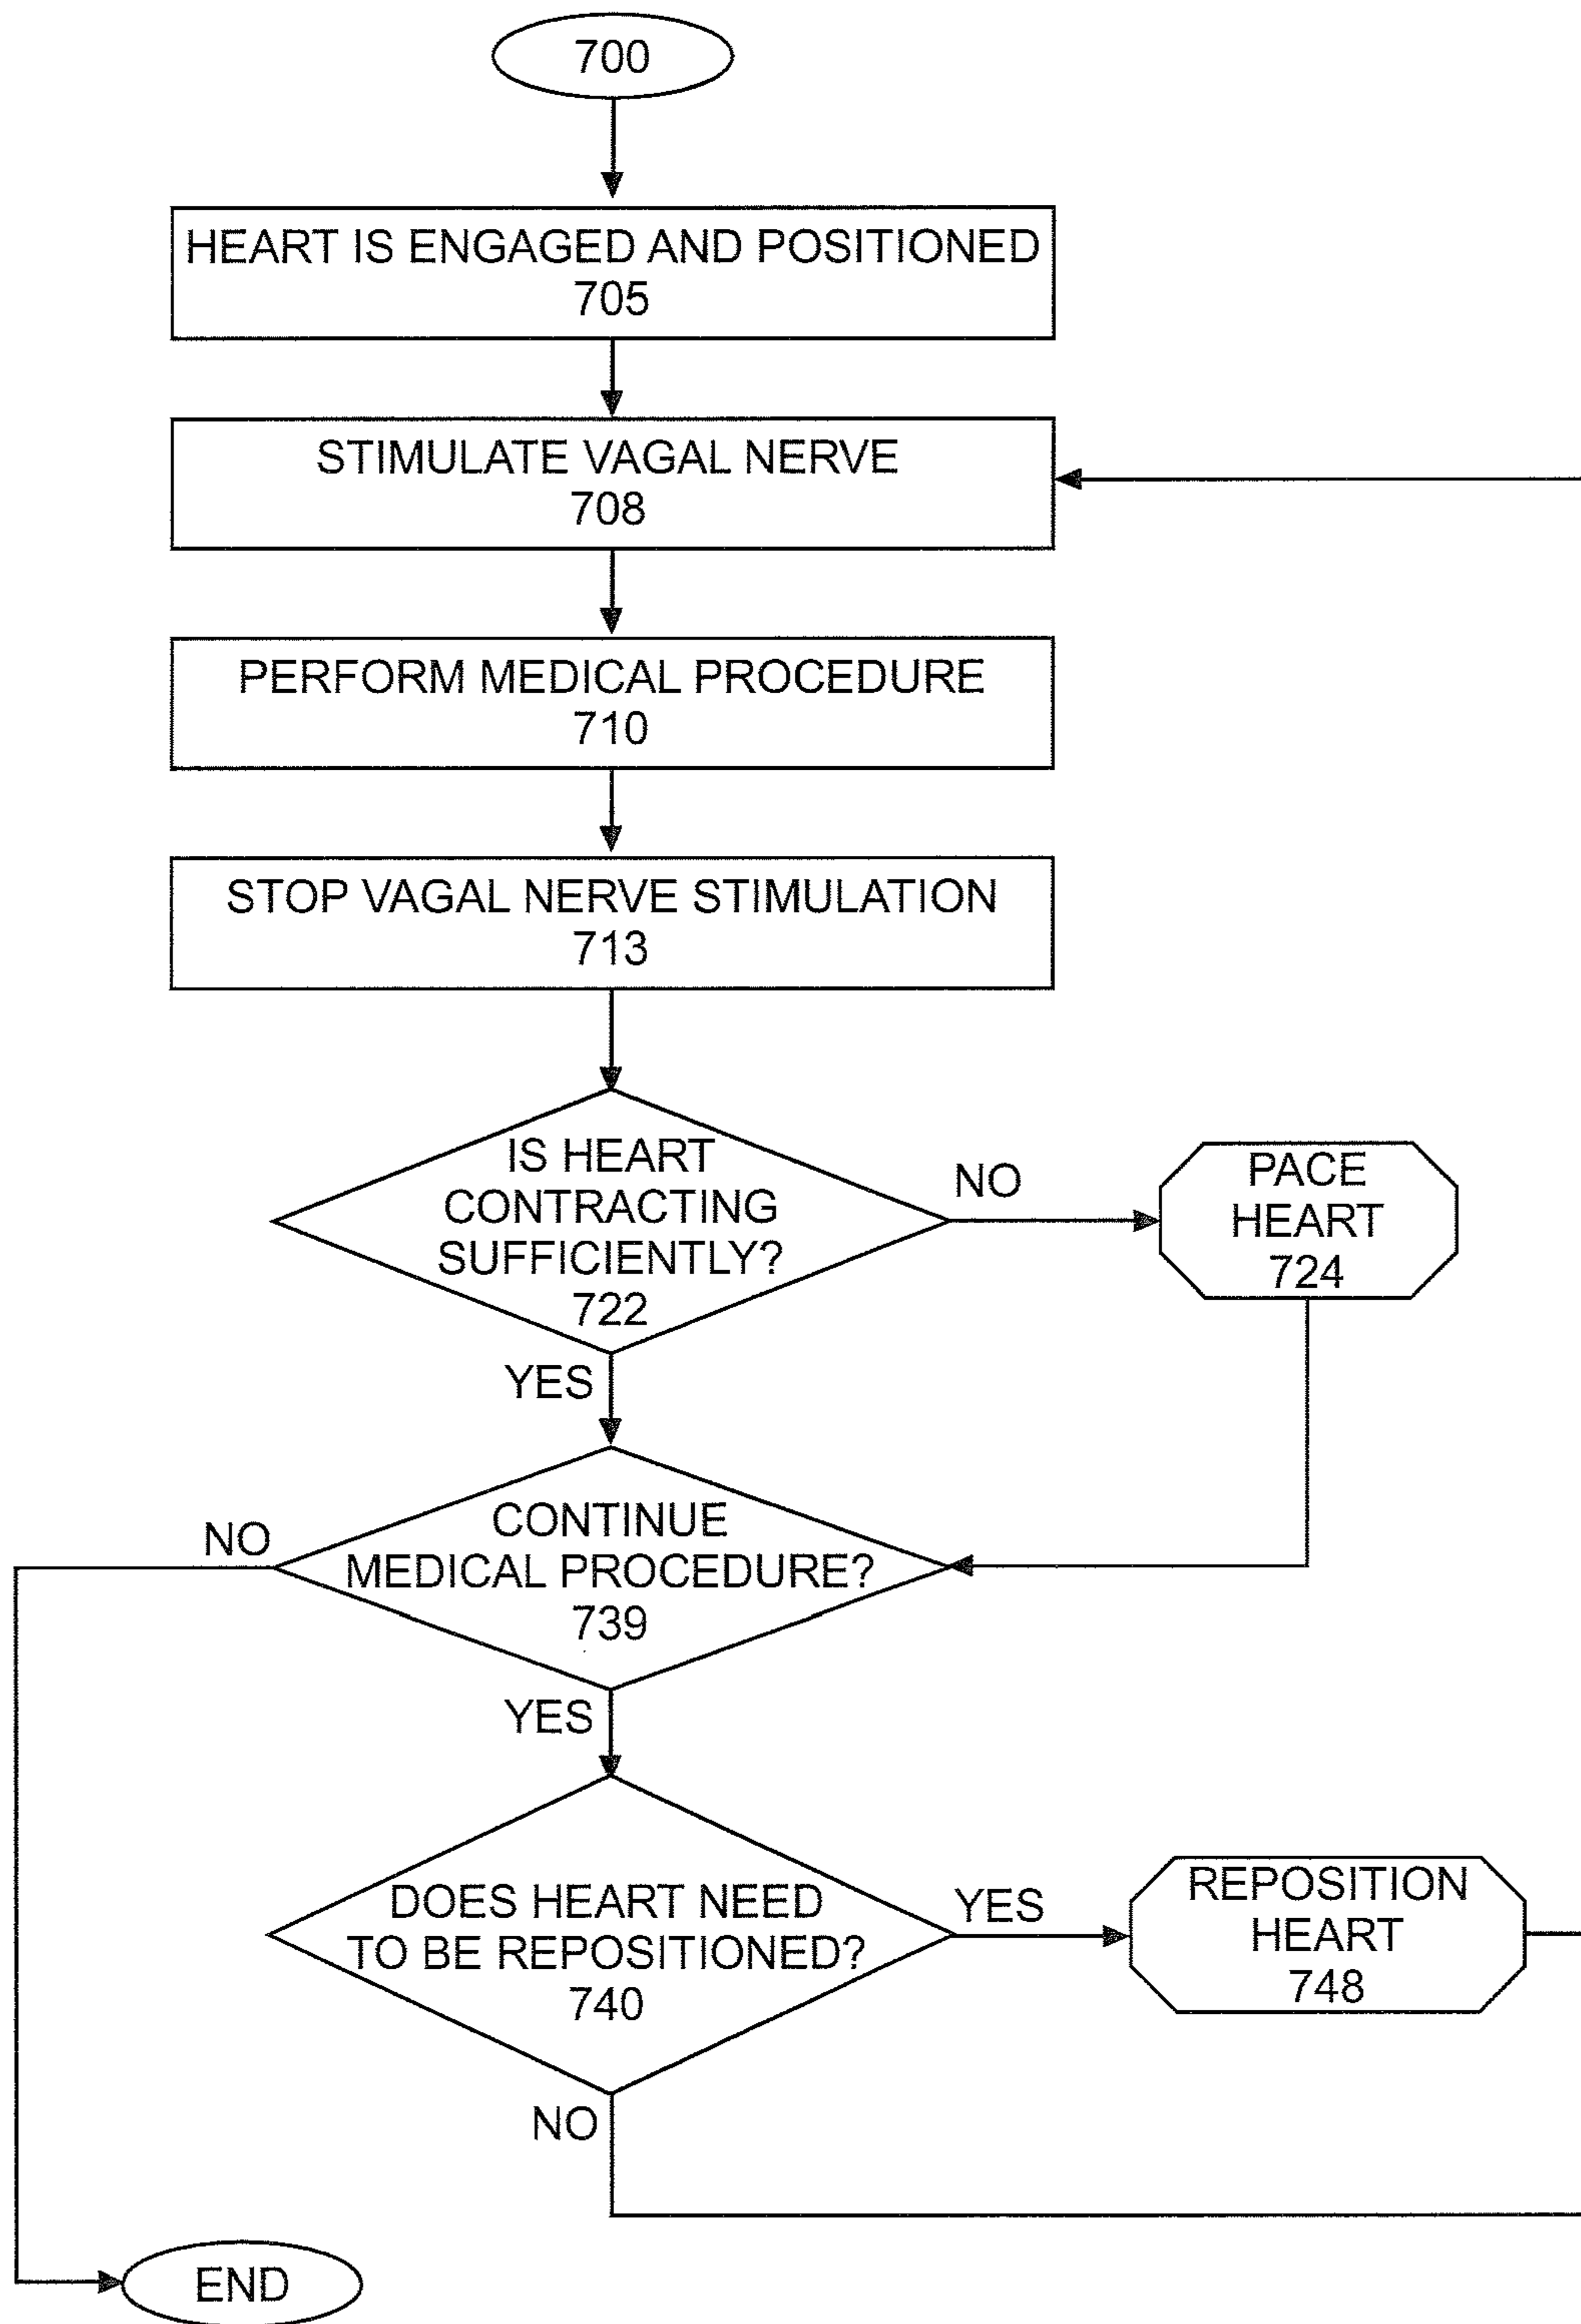 700
HEART IS ENGAGED AND POSITIONED
705
STIMULATE VAGAL NERVE
708
PERFORM MEDICAL PROCEDURE
710
STOP VAGAL NERVE STIMULATION
713
IS HEART
CONTRACTING
SUFFICIENTLY?
722
NO
PACE
HEART
724
YES
CONTINUE
MEDICAL PROCEDURE?
739
NO
YES
DOES HEART NEED
TO BE REPOSITIONED?
740
YES
REPOSITION
HEART
748
NO
END